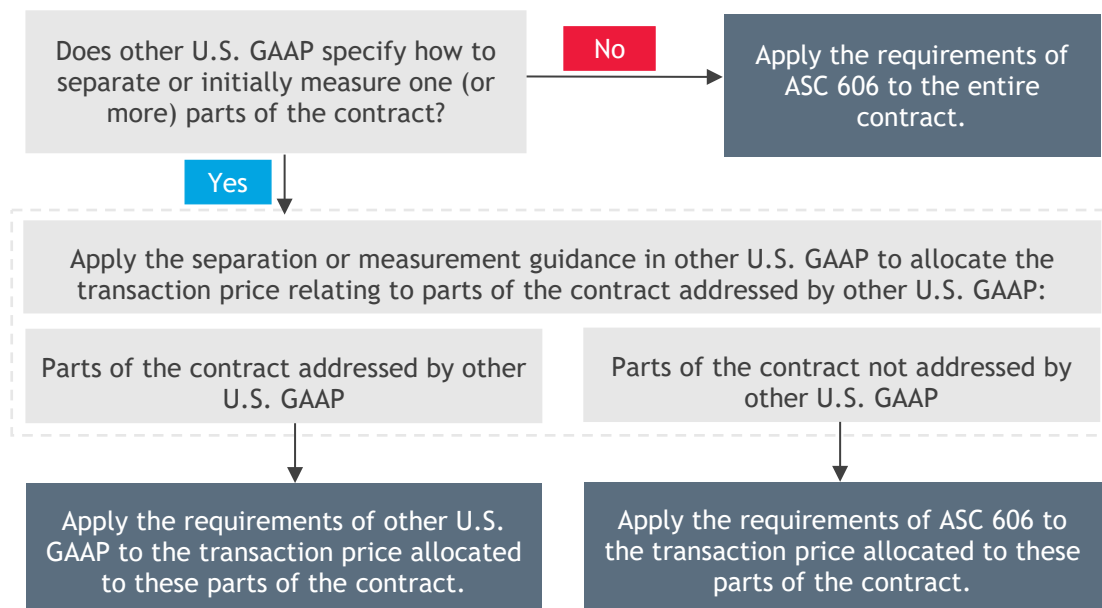 Does other U.S. GAAP specify how to
separate or initially measure one (or
more) parts of the contract?
No
Apply the requirements of
ASC 606 to the entire
contract.
Yes
Apply the separation or measurement guidance in other U.S. GAAP to allocate the
transaction price relating to parts of the contract addressed by other U.S. GAAP:
Parts of the contract addressed by other
U.S. GAAP
Parts of the contract not addressed by
other U.S. GAAP
Apply the requirements of other U.S.
GAAP to the transaction price allocated
to these parts of the contract.
Apply the requirements of ASC 606 to
the transaction price allocated to these
parts of the contract.